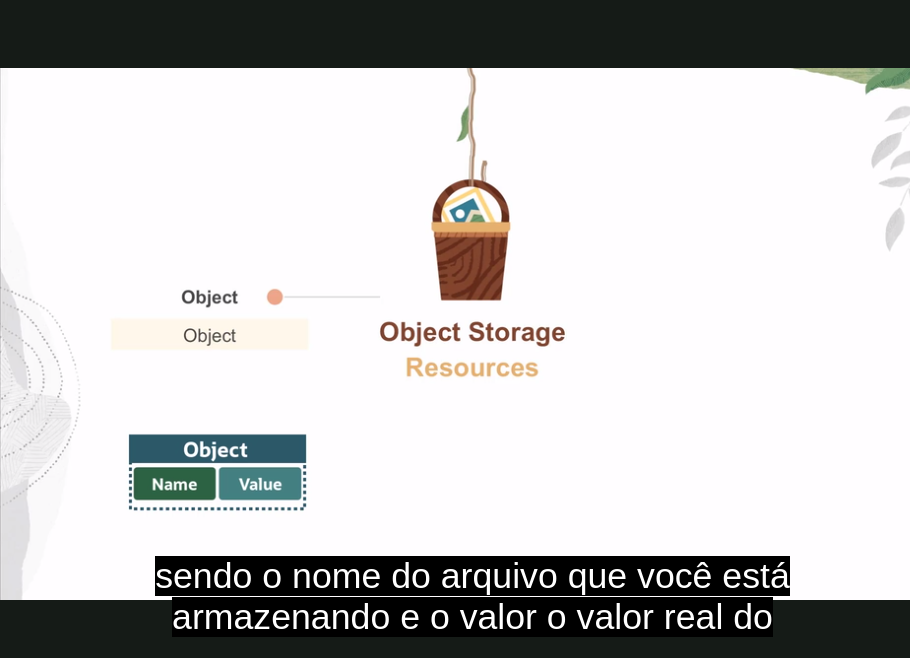 Object
Object
Object Storage
Resources
Object
Name Value
sendo o nome do arquivo que você está
armazenando e o valor o valor real do